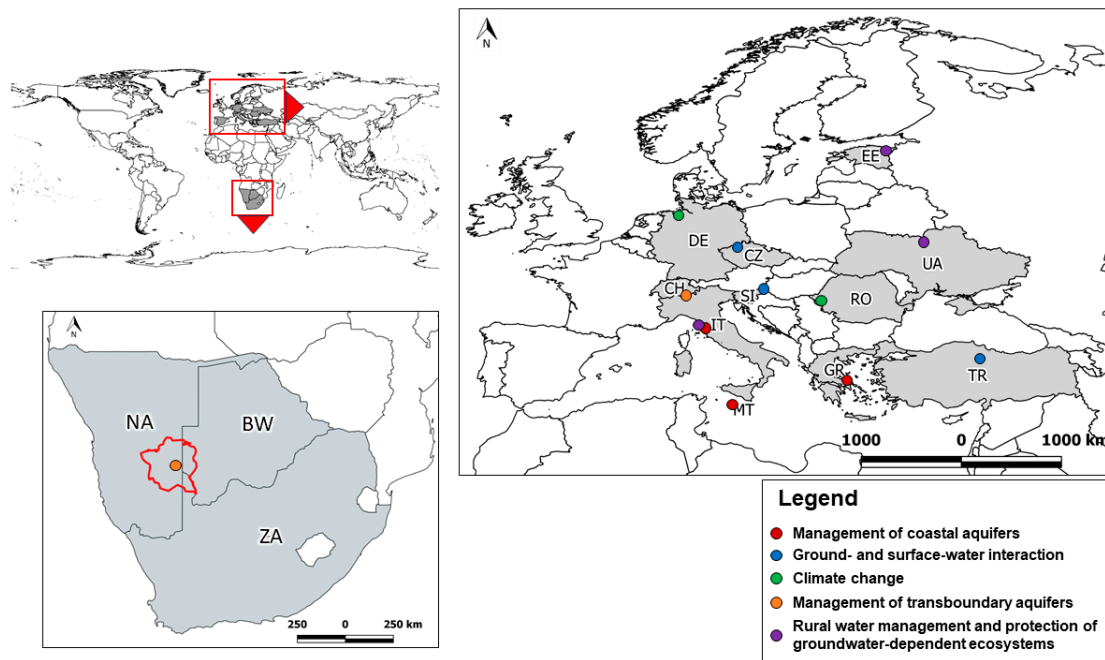 N
EE
DE
CZ
UA
CH
SI
RO
IT
GR
TR
MT
1000 0 1000 km
N
NA
BW
ZA
250 0 250 km
Legend
Management of coastal aquifers
Ground- and surface-water interaction
Climate change
Management of transboundary aquifers
Rural water management and protection of
groundwater-dependent ecosystems